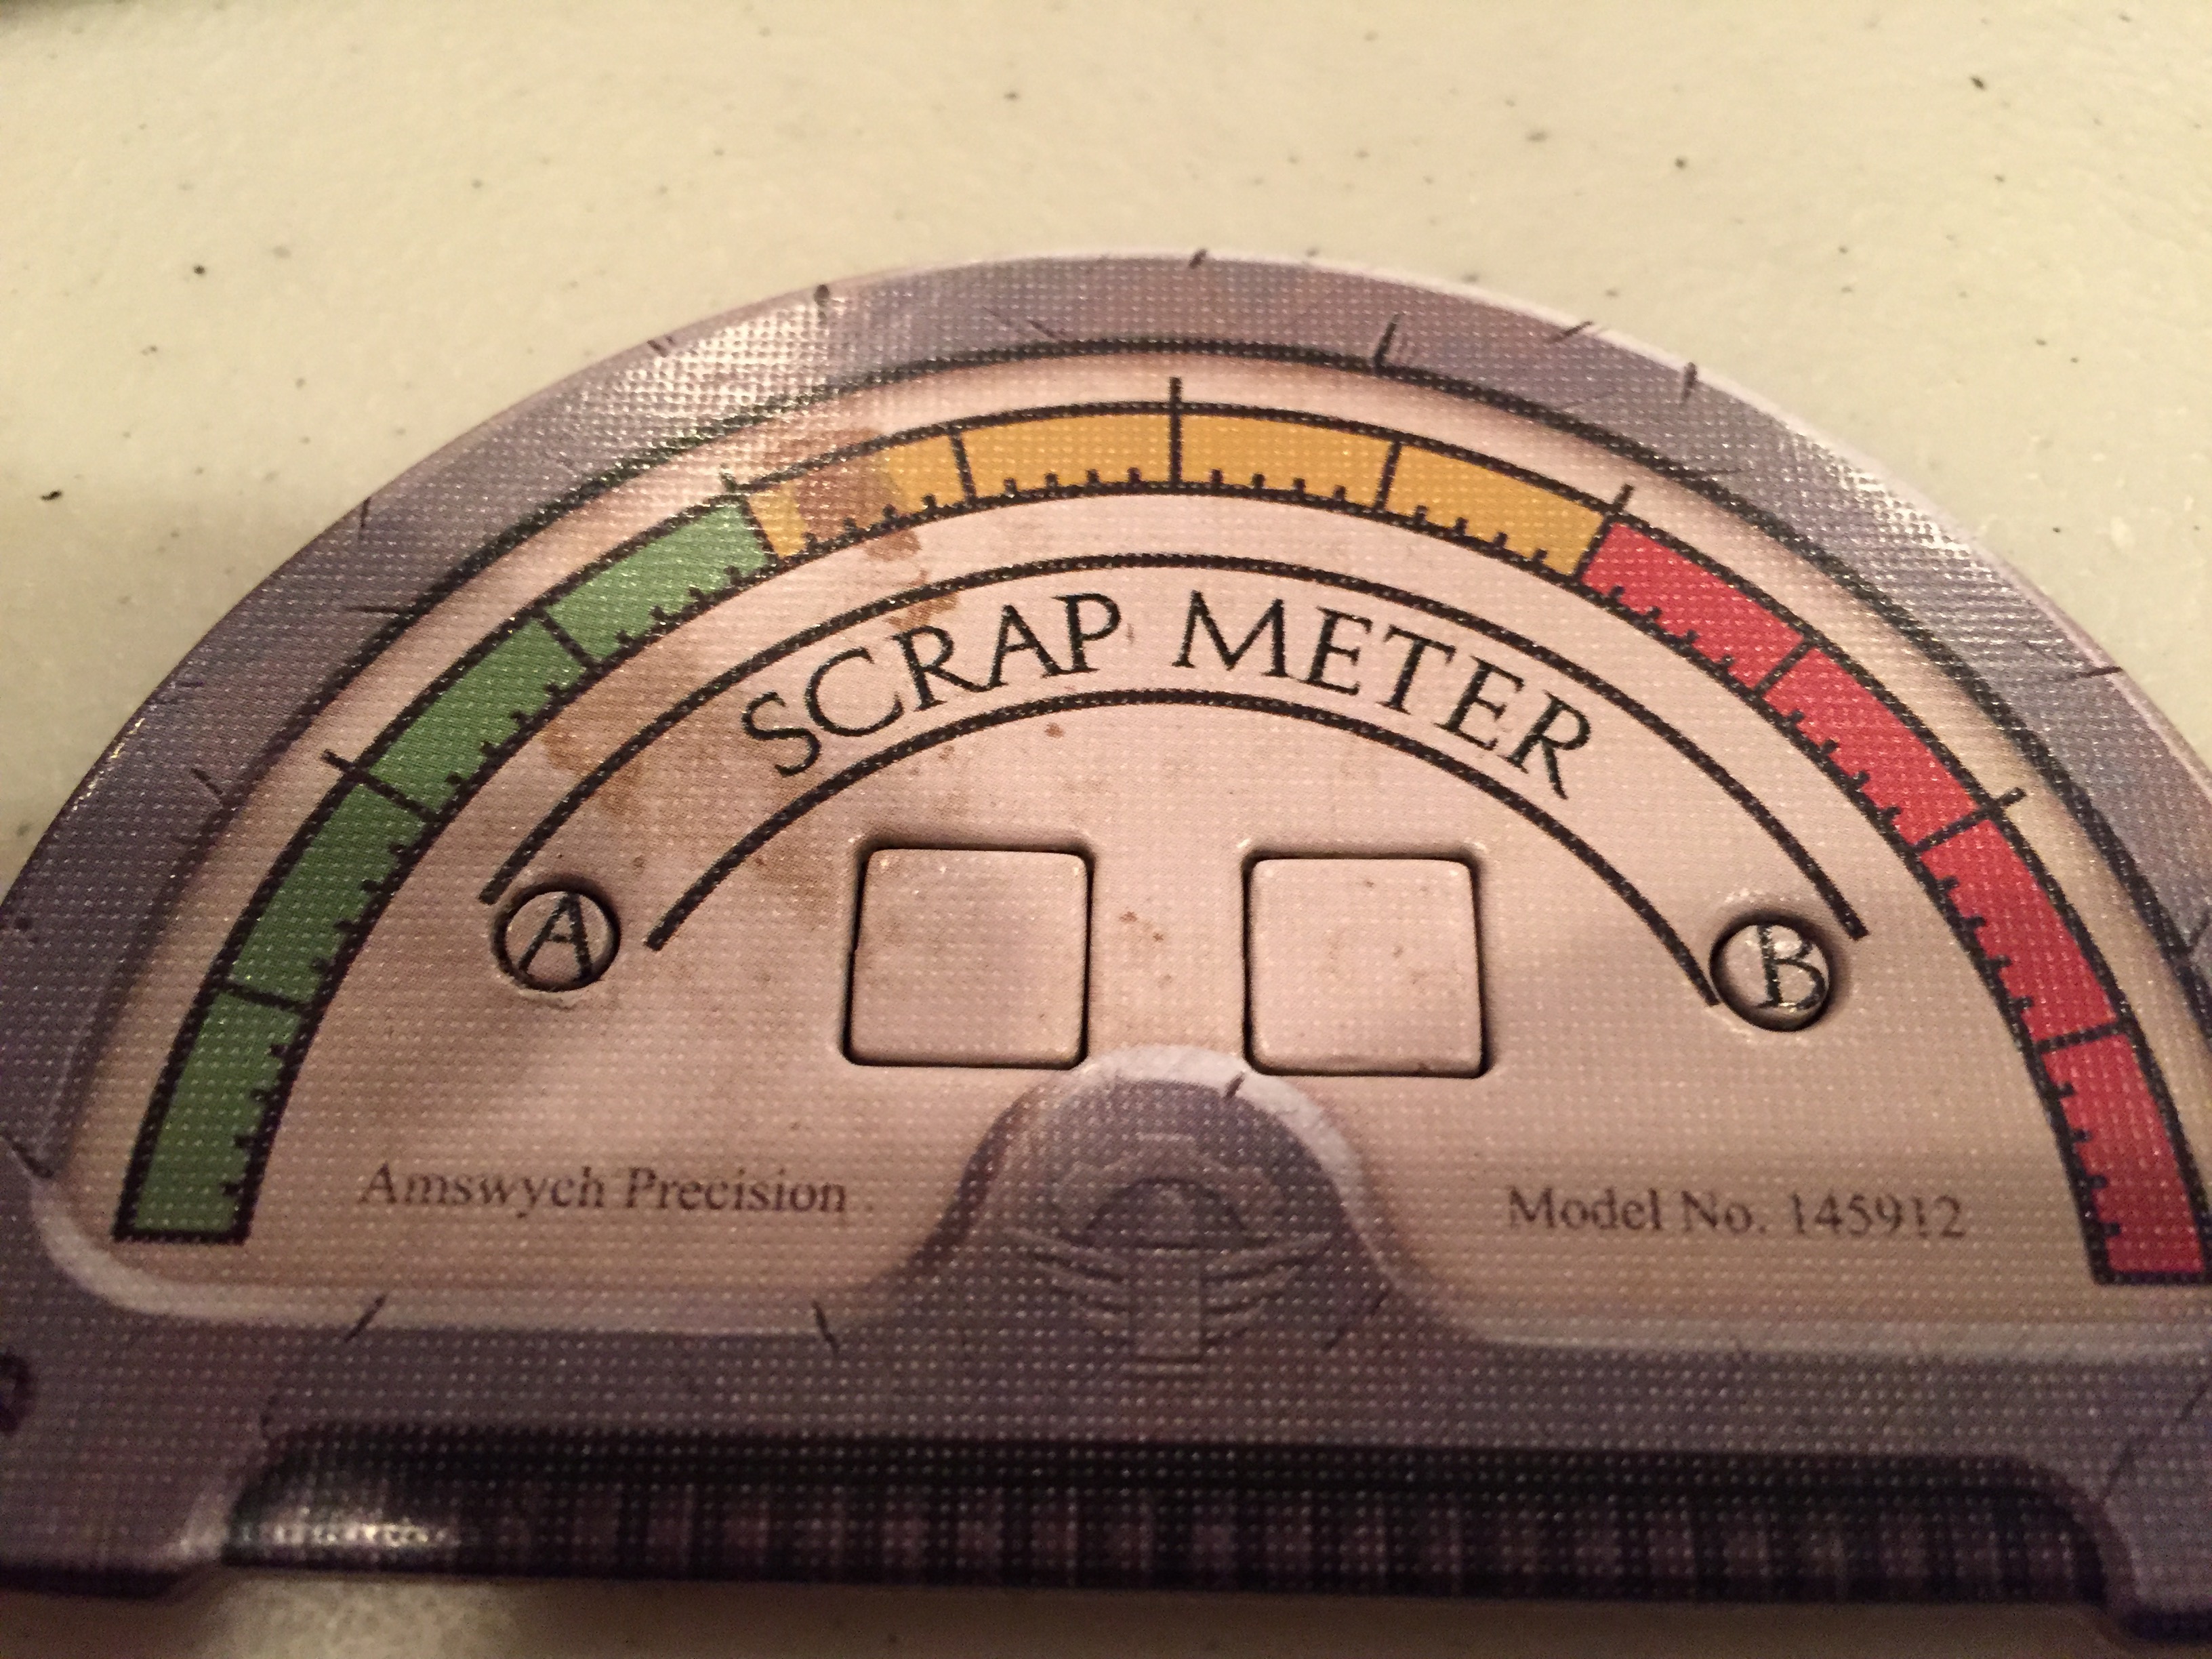 SCRAP METER
A
B
Amswych Precision
Model No. 145912